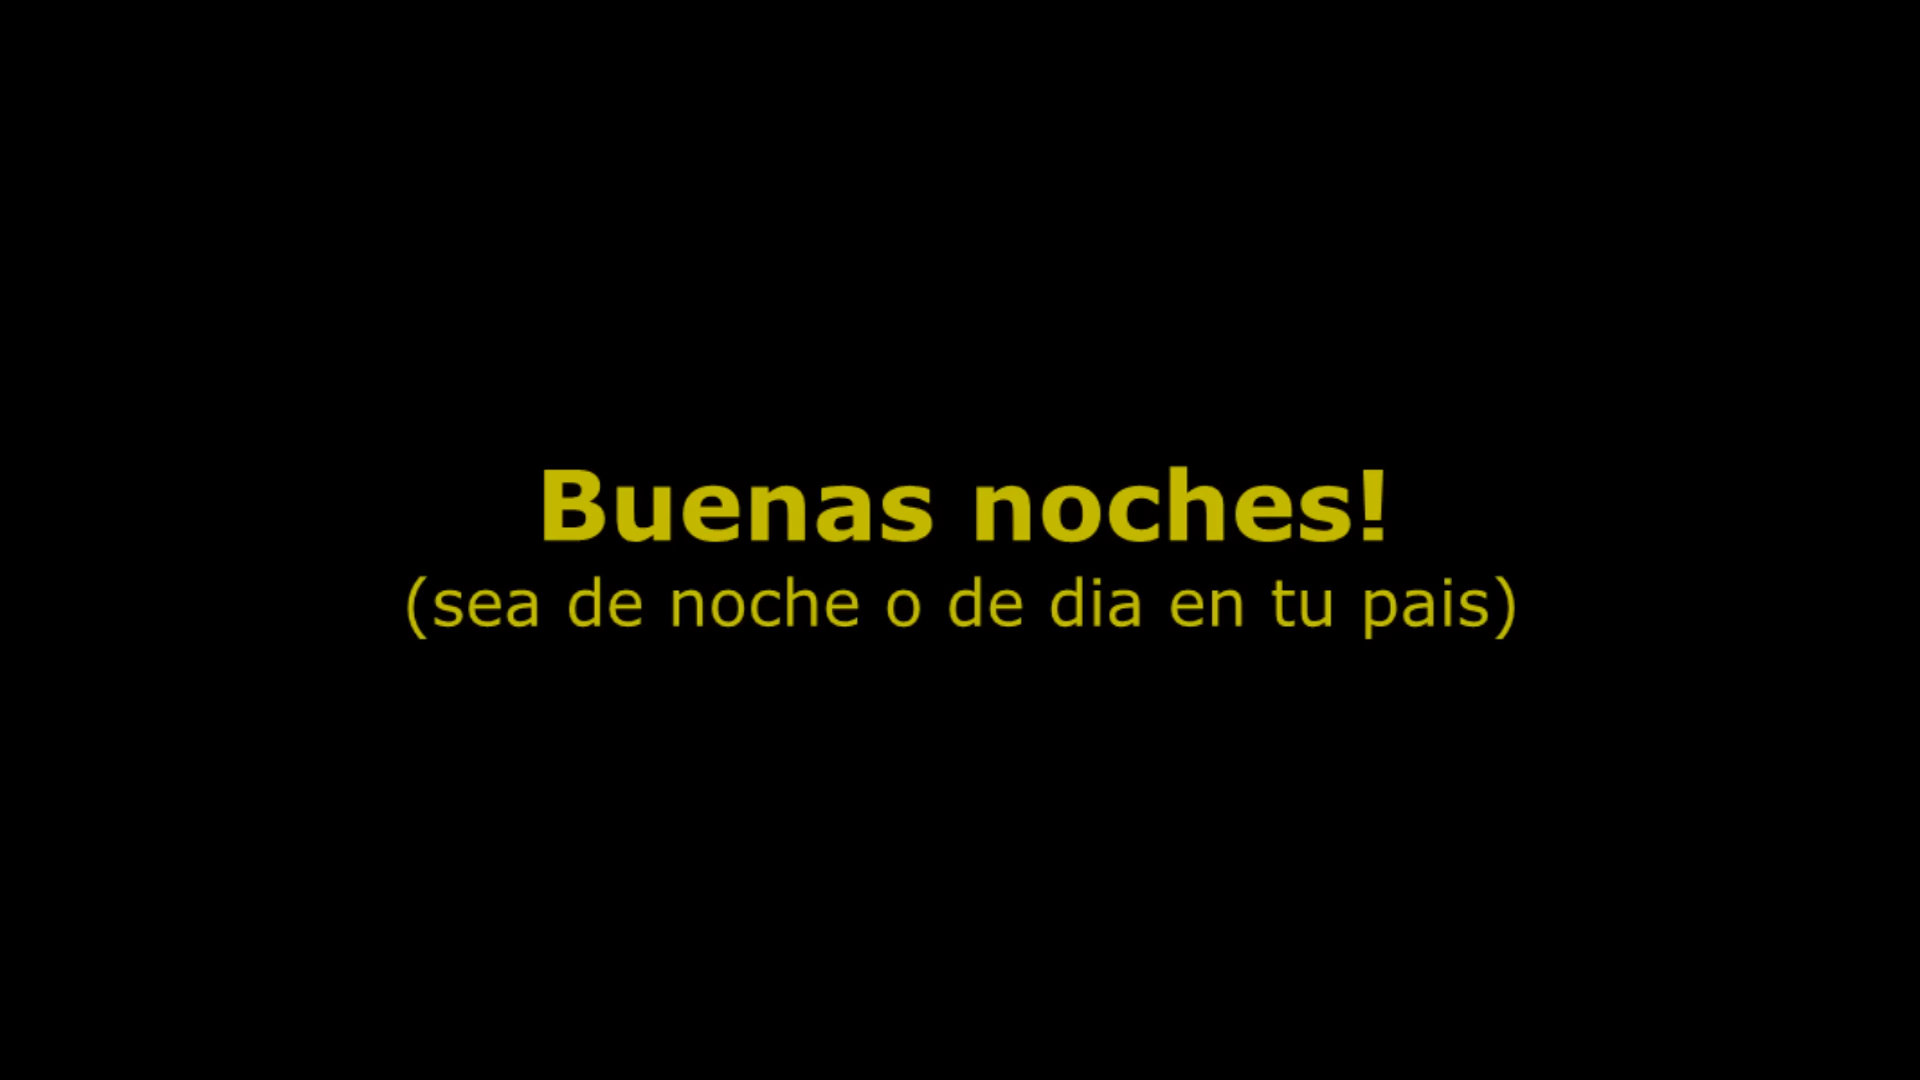 Buenas noches!
(sea de noche o de dia en tu pais)